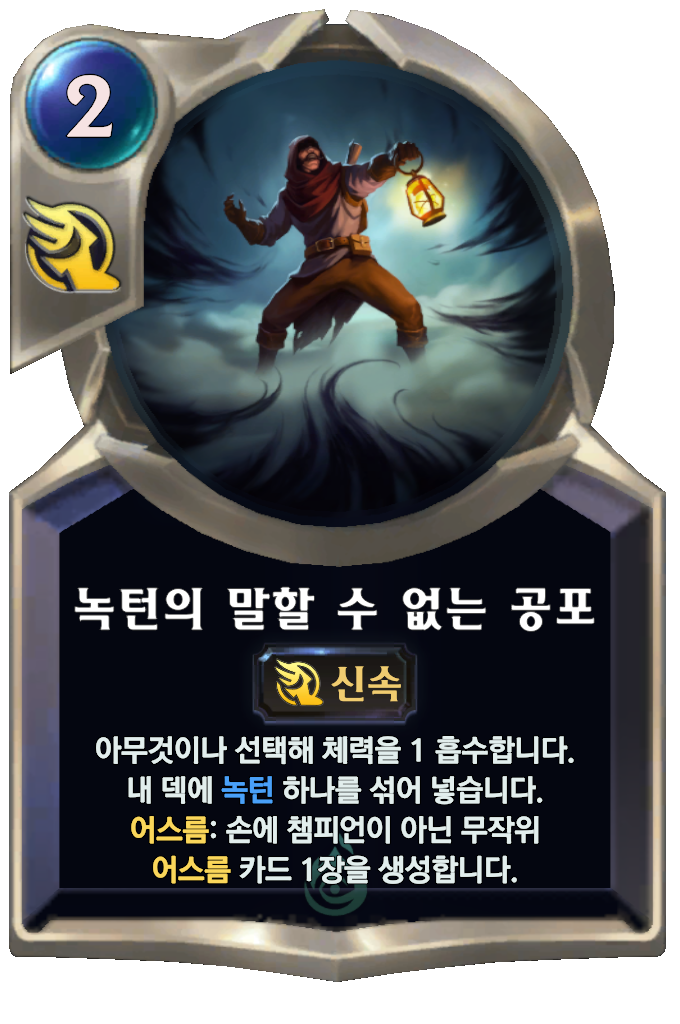 2
녹턴의 말할 수 없는 공포
신속
아무것이나 선택해 체력을 1 흡수합니다.
내 덱에 녹턴 하나를 섞어 넣습니다.
어스름: 손에 챔피언이 아닌 무작위
어스름 카드 1장을 생성합니다.